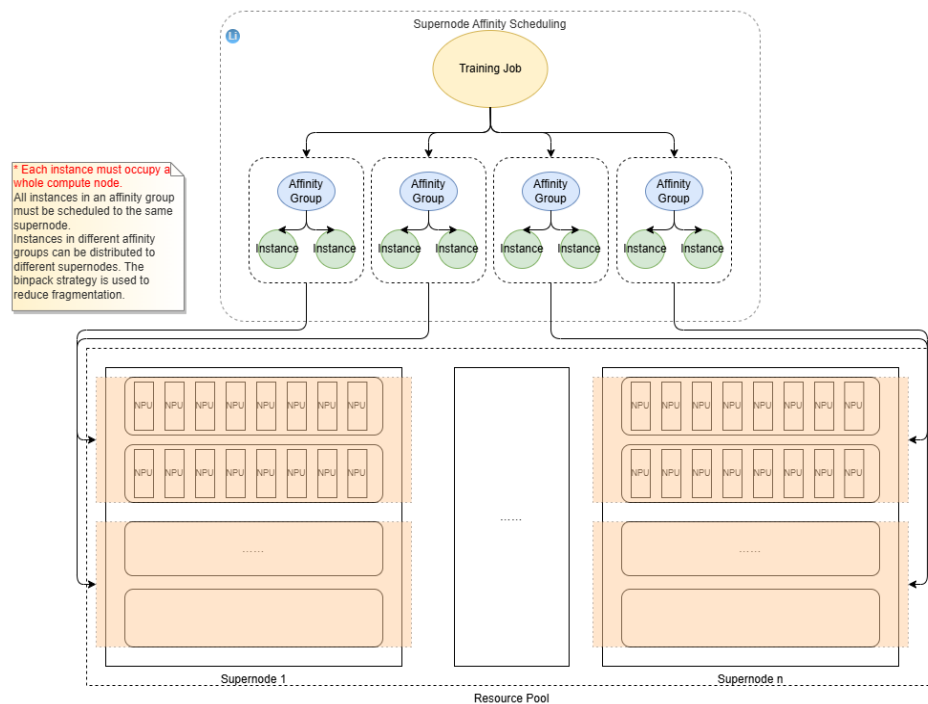 Supernode Affinity Scheduling
Li
Training Job
* Each instance must occupy a
whole compute node.
All instances in an affinity group
must be scheduled to the same
supernode.
Instances in different affinity
groups can be distributed to
different supernodes. The
binpack strategy is used to
reduce fragmentation.
Affinity
Group
Affinity
Group
Affinity
Group
Affinity
Group
Instance Instance Instance Instance Instance Instance Instance Instance
NPU NPU NPU NPU NPU NPU NPU NPU NPU NPU NPU NPU NPU NPU NPU NPU
NPU NPU NPU NPU NPU NPU NPU NPU NPU NPU NPU NPU NPU NPU NPU NPU
......
...... ......
Supernode 1 Supernode n
Resource Pool